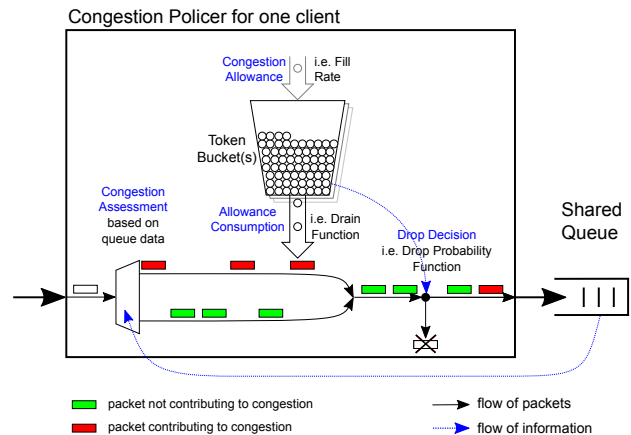 Congestion Policer for one client
Congestion
Allowance
i.e. Fill
Rate
Token
Bucket(s)
Congestion
Assessment
based on
queue data
Allowance
Consumption
i.e. Drain
Function
Drop Decision
i.e. Drop Probability
Function
Shared
Queue
packet not contributing to congestion
packet contributing to congestion
flow of packets
flow of information